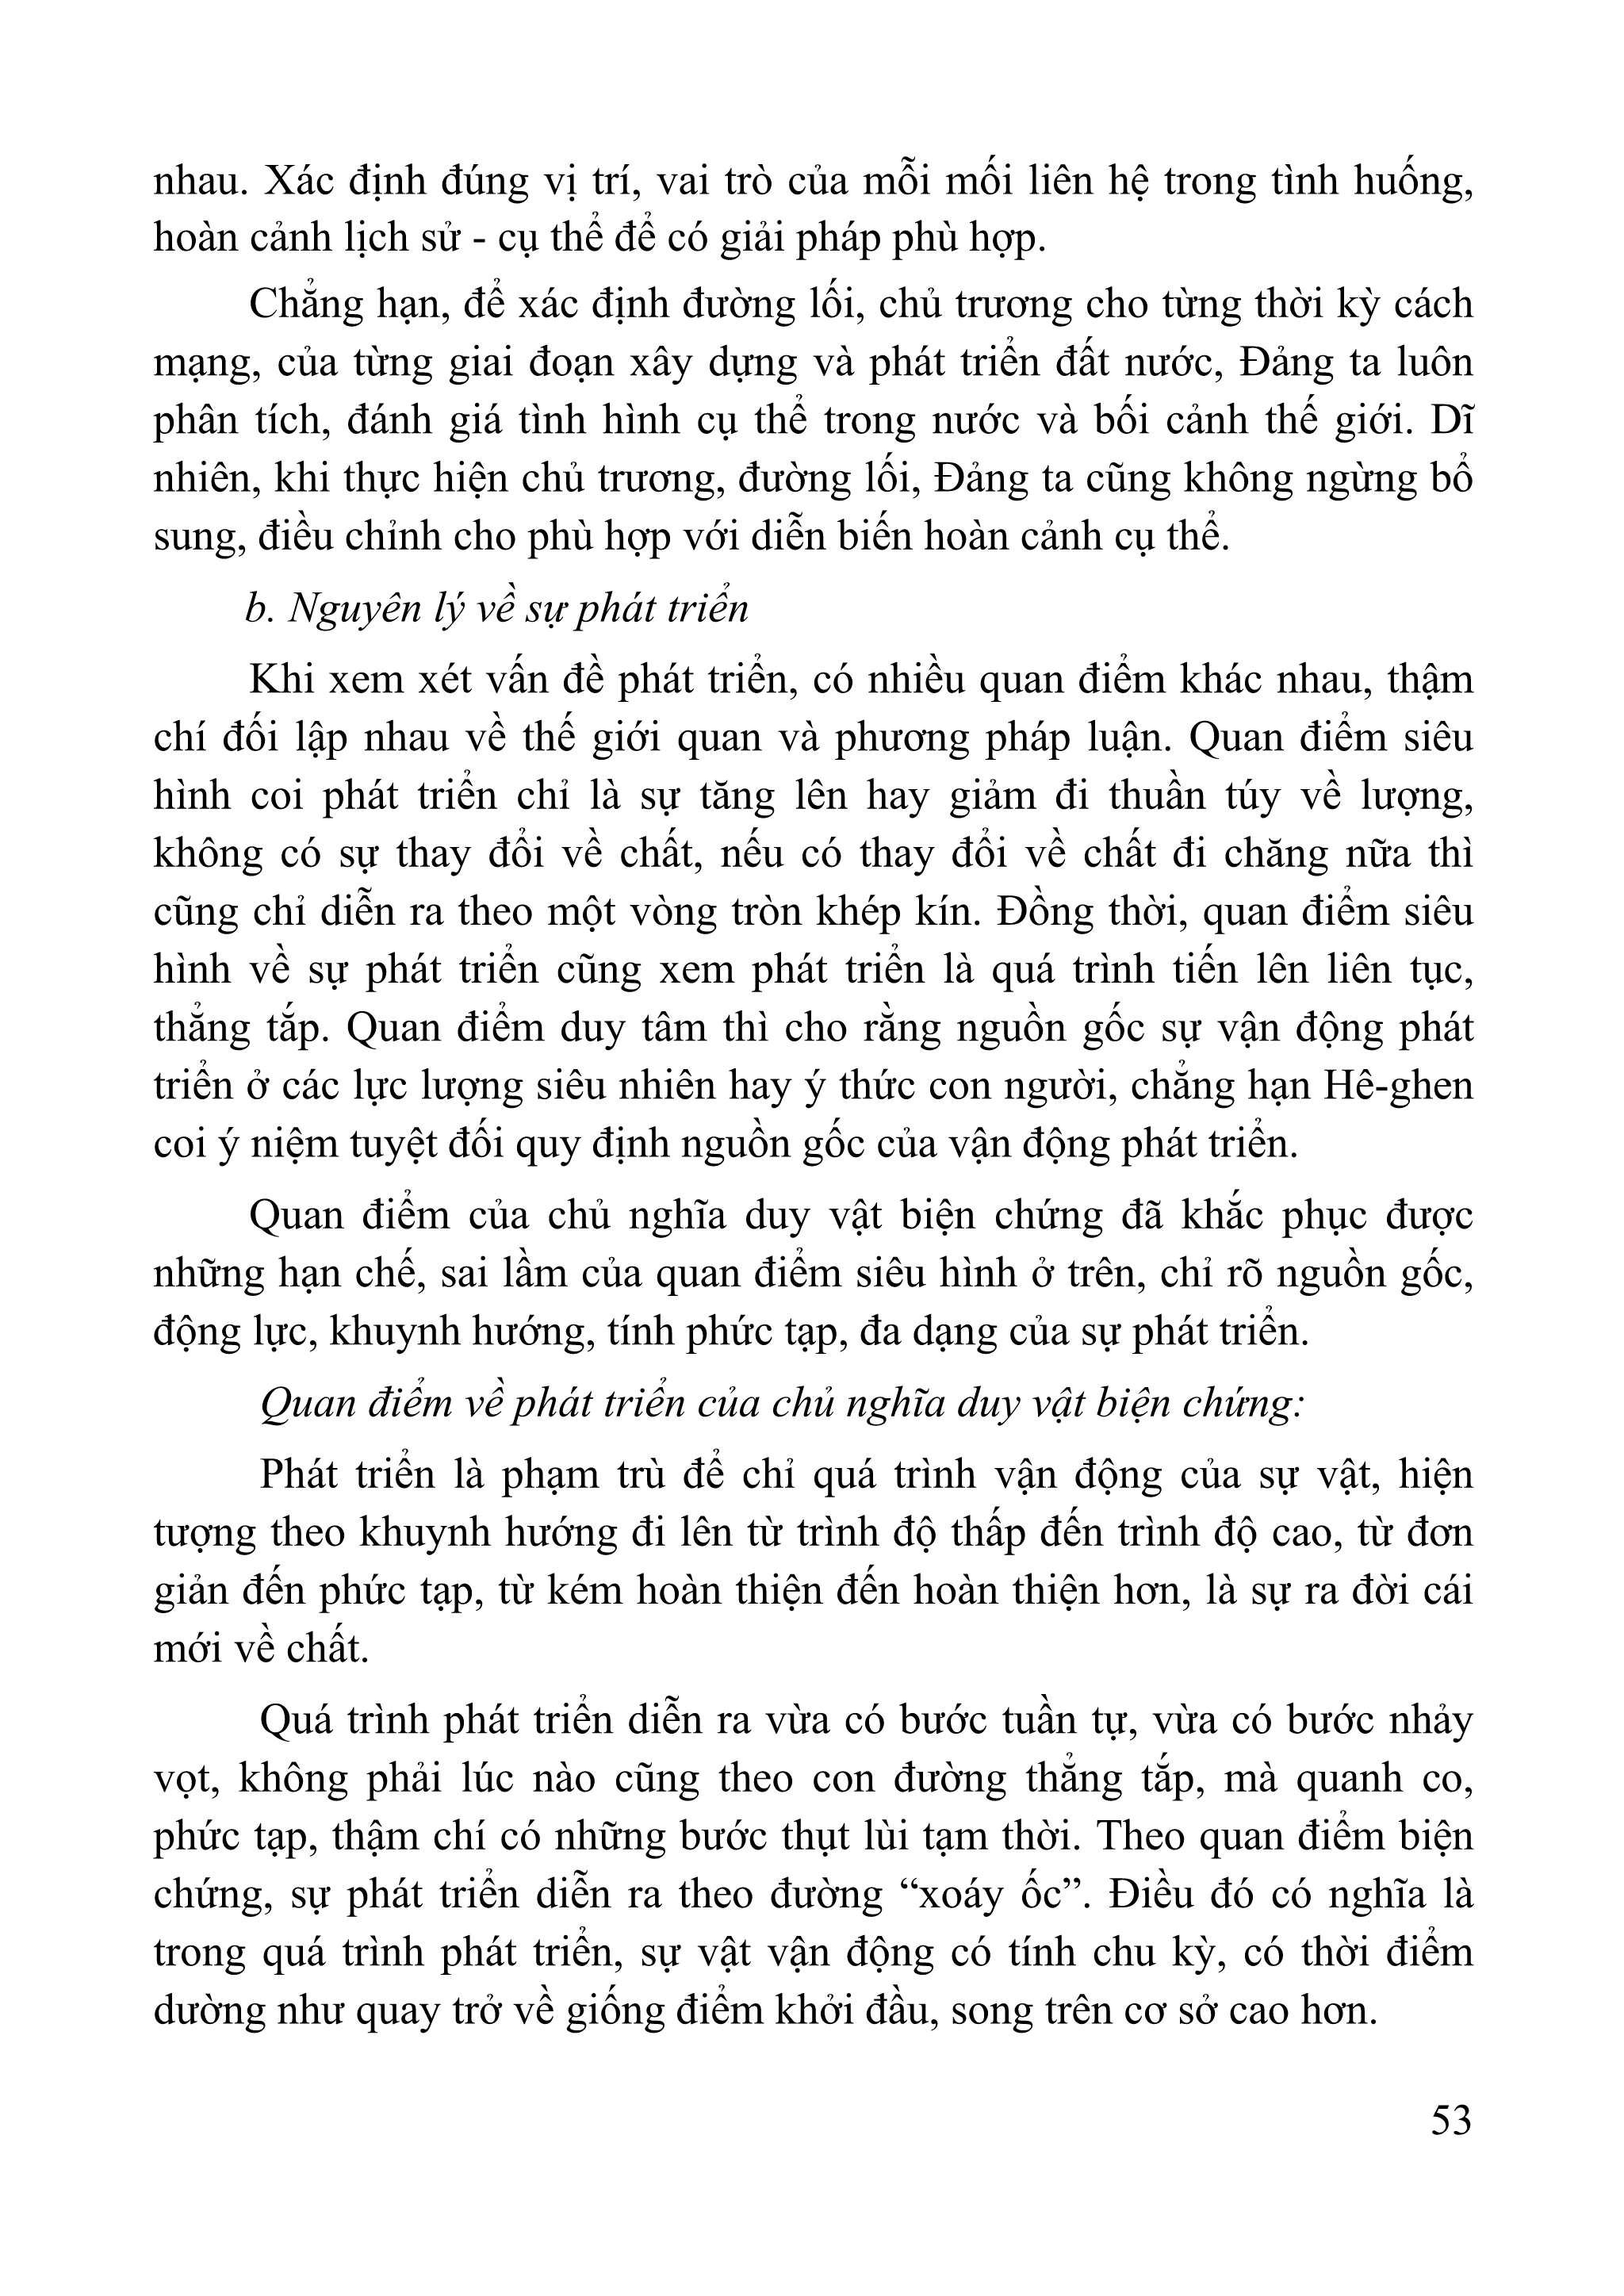 nhau. Xác định đúng vị trí, vai trò của mỗi mối liên hệ trong tình huống,
hoàn cảnh lịch sử - cụ thể để có giải pháp phù hợp.
Chẳng hạn, để xác định đường lối, chủ trương cho từng thời kỳ cách
mạng, của từng giai đoạn xây dựng và phát triển đất nước, Đảng ta luôn
phân tích, đánh giá tình hình cụ thể trong nước và bối cảnh thế giới. Dĩ
nhiên, khi thực hiện chủ trương, đường lối, Đảng ta cũng không ngừng bổ
sung, điều chỉnh cho phù hợp với diễn biến hoàn cảnh cụ thể.
b. Nguyên lý về sự phát triển
Khi xem xét vấn đề phát triển, có nhiều quan điểm khác nhau, thậm
chí đối lập nhau về thế giới quan và phương pháp luận. Quan điểm siêu
hình coi phát triển chỉ là sự tăng lên hay giảm đi thuần túy về lượng,
không có sự thay đổi về chất, nếu có thay đổi về chất đi chăng nữa thì
cũng chỉ diễn ra theo một vòng tròn khép kín. Đồng thời, quan điểm siêu
hình về sự phát triển cũng xem phát triển là quá trình tiến lên liên tục,
thẳng tắp. Quan điểm duy tâm thì cho rằng nguồn gốc sự vận động phát
triển ở các lực lượng siêu nhiên hay ý thức con người, chẳng hạn Hê-ghen
coi ý niệm tuyệt đối quy định nguồn gốc của vận động phát triển.
Quan điểm của chủ nghĩa duy vật biện chứng đã khắc phục được
những hạn chế, sai lầm của quan điểm siêu hình ở trên, chỉ rõ nguồn gốc,
động lực, khuynh hướng, tính phức tạp, đa dạng của sự phát triển.
Quan điểm về phát triển của chủ nghĩa duy vật biện chứng:
Phát triển là phạm trù để chỉ quá trình vận động của sự vật, hiện
tượng theo khuynh hướng đi lên từ trình độ thấp đến trình độ cao, từ đơn
giản đến phức tạp, từ kém hoàn thiện đến hoàn thiện hơn, là sự ra đời cái
mới về chất.
Quá trình phát triển diễn ra vừa có bước tuần tự, vừa có bước nhảy
vọt, không phải lúc nào cũng theo con đường thẳng tắp, mà quanh co,
phức tạp, thậm chí có những bước thụt lùi tạm thời. Theo quan điểm biện
chứng, sự phát triển diễn ra theo đường “xoáy ốc”. Điều đó có nghĩa là
trong quá trình phát triển, sự vật vận động có tính chu kỳ, có thời điểm
dường như quay trở về giống điểm khởi đầu, song trên cơ sở cao hơn.
53